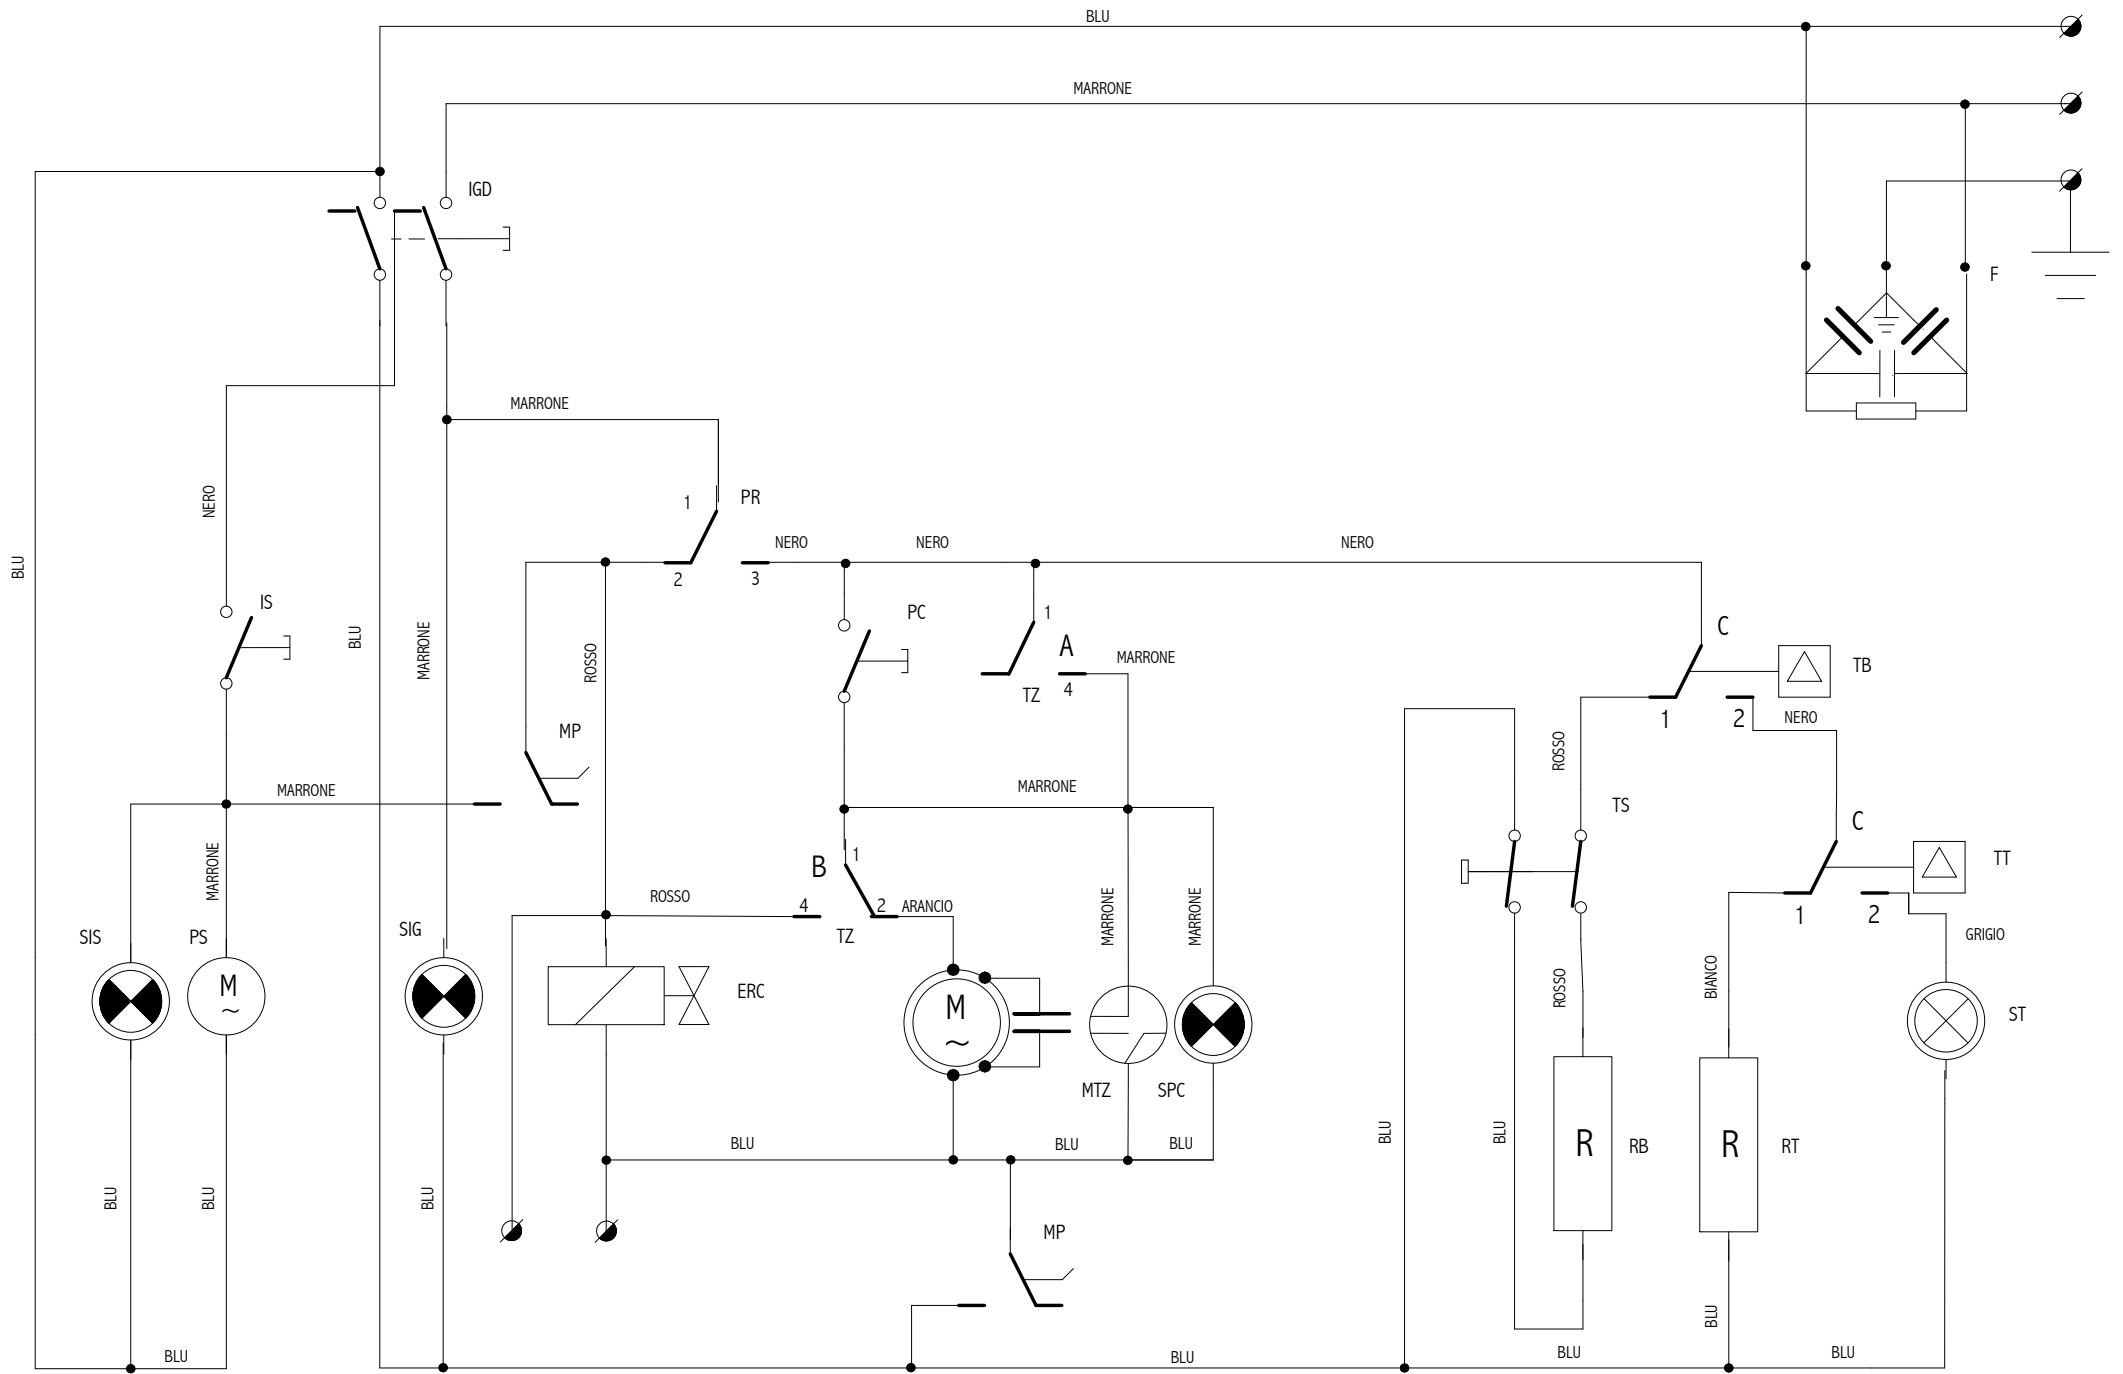 BLU
MARRONE
IGD
F
MARRONE
NERO
1
PR
NERO
NERO
NERO
2
3
BLU
IS
PC
1
C
BLU
MARRONE
ROSSO
A
MARRONE
TB
TZ
4
1
2
NERO
MP
ROSSO
MARRONE
MARRONE
TS
C
1
B
MARRONE
TT
ROSSO
4
2
ARANCIO
MARRONE
MARRONE
1
2
SIS
PS
SIG
TZ
GRIGIO
M
~
ERC
M
~
ROSSO
BIANCO
ST
MTZ
SPC
BLU
BLU
BLU
BLU
BLU
R
RB
R
RT
BLU
BLU
BLU
MP
BLU
BLU
BLU
BLU
BLU